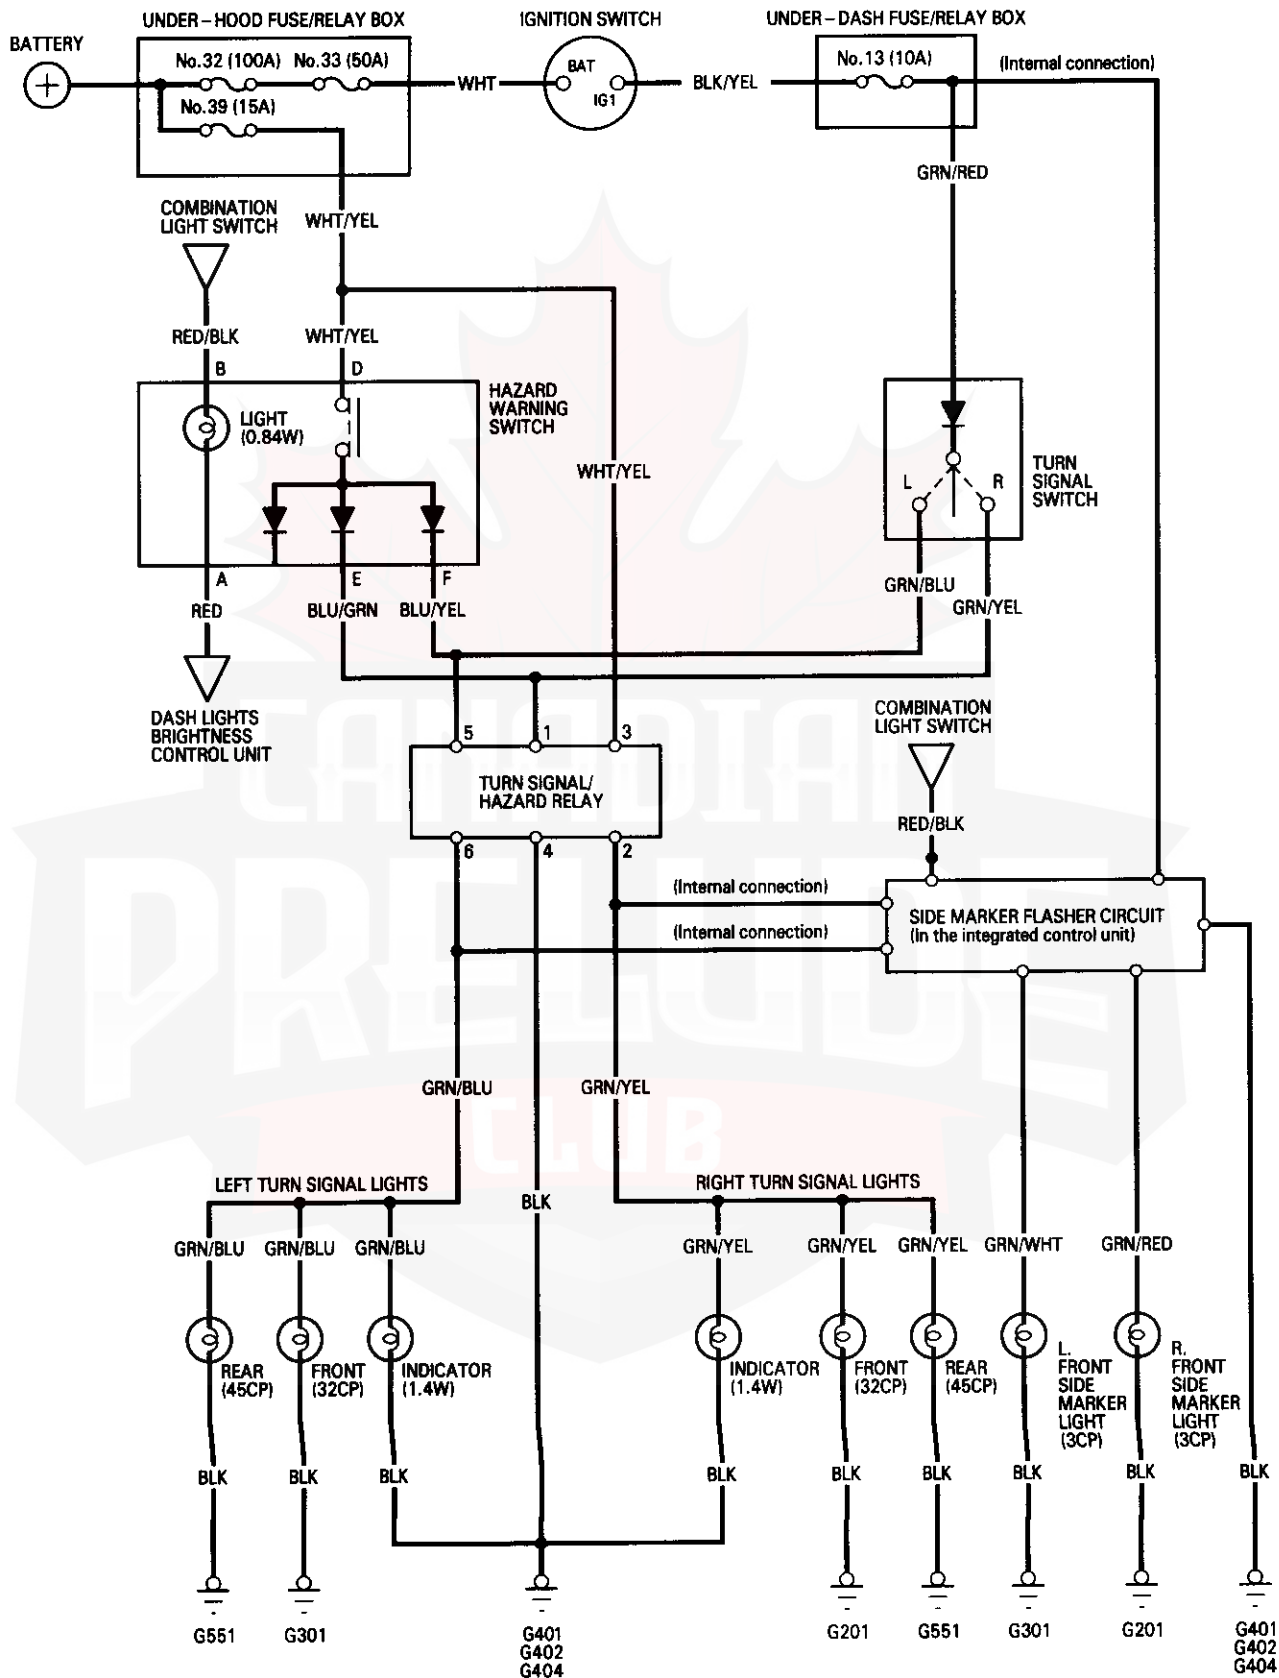 UNDER-HOOD FUSE/RELAY BOX
IGNITION SWITCH
UNDER-DASH FUSE/RELAY BOX
BATTERY
No.32 (100A) No.33 (50A)
No.39 (15A)
WHT
BAT
IG1
BLK/YEL
No.13 (10A)
(Internal connection)
GRN/RED
COMBINATION
LIGHT SWITCH
WHT/YEL
RED/BLK
WHT/YEL
B
D
LIGHT
(0.84W)
HAZARD
WARNING
SWITCH
WHT/YEL
L
R
TURN
SIGNAL
SWITCH
A
E
F
RED
BLU/GRN
BLU/YEL
GRN/BLU
GRN/YEL
DASH LIGHTS
BRIGHTNESS
CONTROL UNIT
5
1
3
TURN SIGNAL/
HAZARD RELAY
6
4
2
COMBINATION
LIGHT SWITCH
RED/BLK
(Internal connection)
(Internal connection)
SIDE MARKER FLASHER CIRCUIT
(In the integrated control unit)
CANADIAN
PRELUDE
CLUB
GRN/BLU
GRN/YEL
LEFT TURN SIGNAL LIGHTS
BLK
RIGHT TURN SIGNAL LIGHTS
GRN/BLU GRN/BLU GRN/BLU
GRN/YEL GRN/YEL GRN/YEL GRN/WHT GRN/RED
REAR
(45CP)
FRONT
(32CP)
INDICATOR
(1.4W)
INDICATOR
(1.4W)
FRONT
(32CP)
REAR
(45CP)
L.
FRONT
SIDE
MARKER
LIGHT
(3CP)
R.
FRONT
SIDE
MARKER
LIGHT
(3CP)
BLK BLK BLK BLK BLK BLK BLK BLK BLK
G551
G301
G401
G402
G404
G201
G551
G301
G201
G401
G402
G404